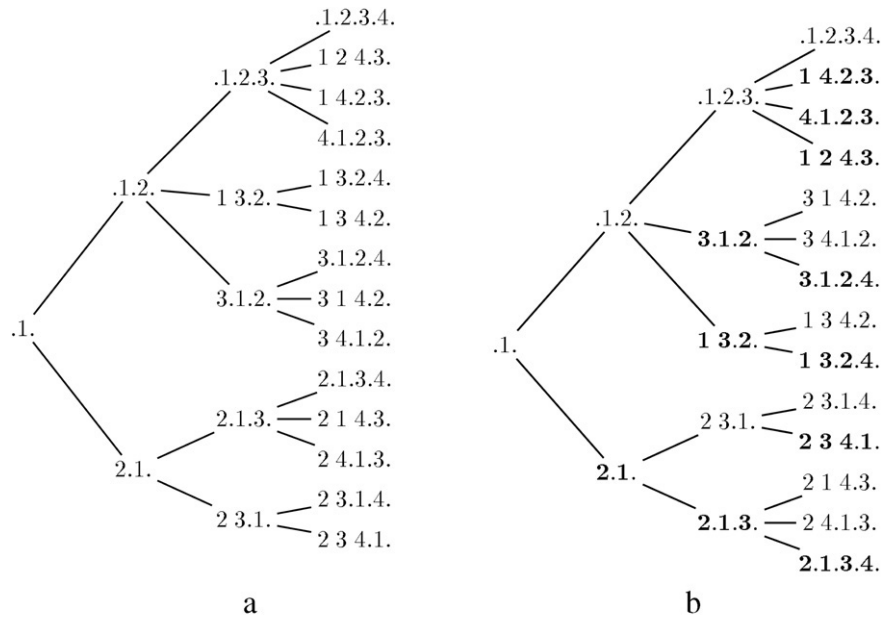 .1.
.1.2.
2.1.
.1.2.3.
1 3.2.
3.1.2.
2.1.3.
2 3.1.
.1.2.3.4.
1 2 4.3.
1 4.2.3.
4.1.2.3.
1 3.2.4.
1 3 4.2.
3.1.2.4.
3 1 4.2.
3 4.1.2.
2.1.3.4.
2 1 4.3.
2 4.1.3.
2 3.1.4.
2 3 4.1.
a
.1.
.1.2.
2.1.
.1.2.3.
3.1.2.
1 3.2.
2 3.1.
2.1.3.
.1.2.3.4.
1 4.2.3.
4.1.2.3.
1 2 4.3.
3 1 4.2.
3 4.1.2.
3.1.2.4.
1 3 4.2.
1 3.2.4.
2 3.1.4.
2 3 4.1.
2 1 4.3.
2 4.1.3.
2.1.3.4.
b